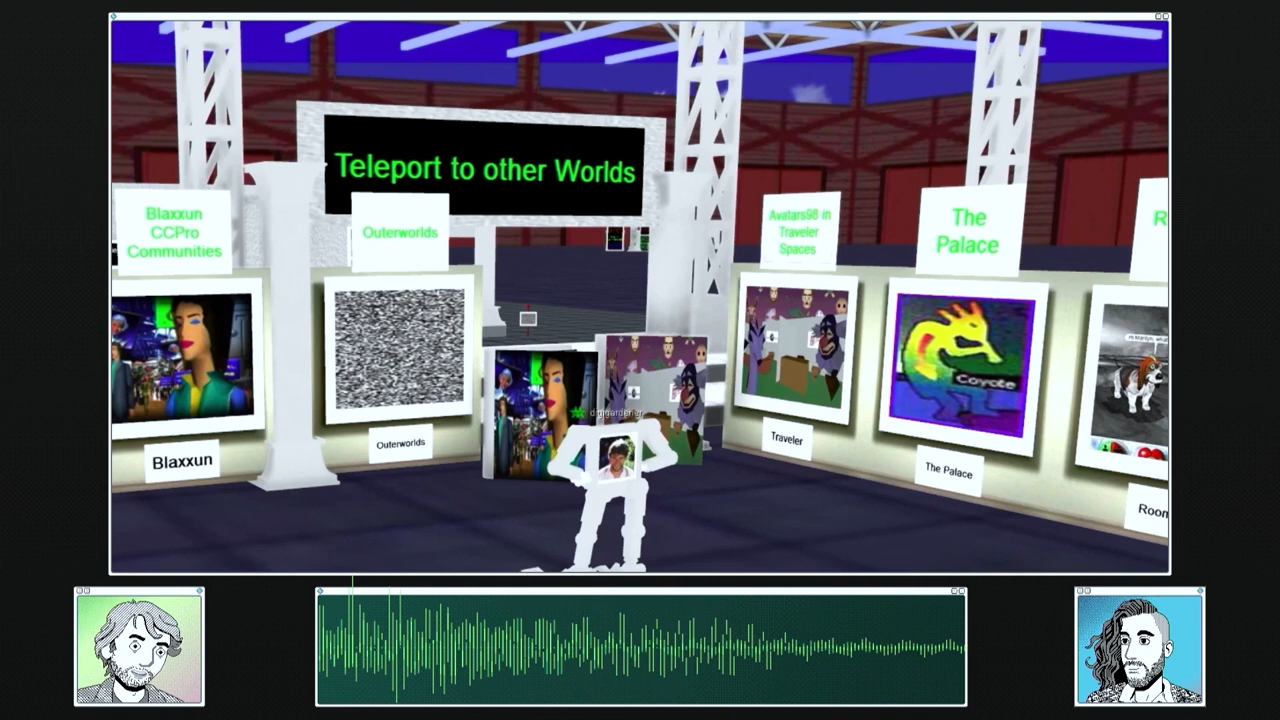 Teleport to other Worlds
Blaxxun
CCPro
Communities
Outerworlds
Avatars98 in
Traveler
Spaces
The
Palace
R
Coyote
Blaxxun
Outerworlds
Traveler
The Palace
Room